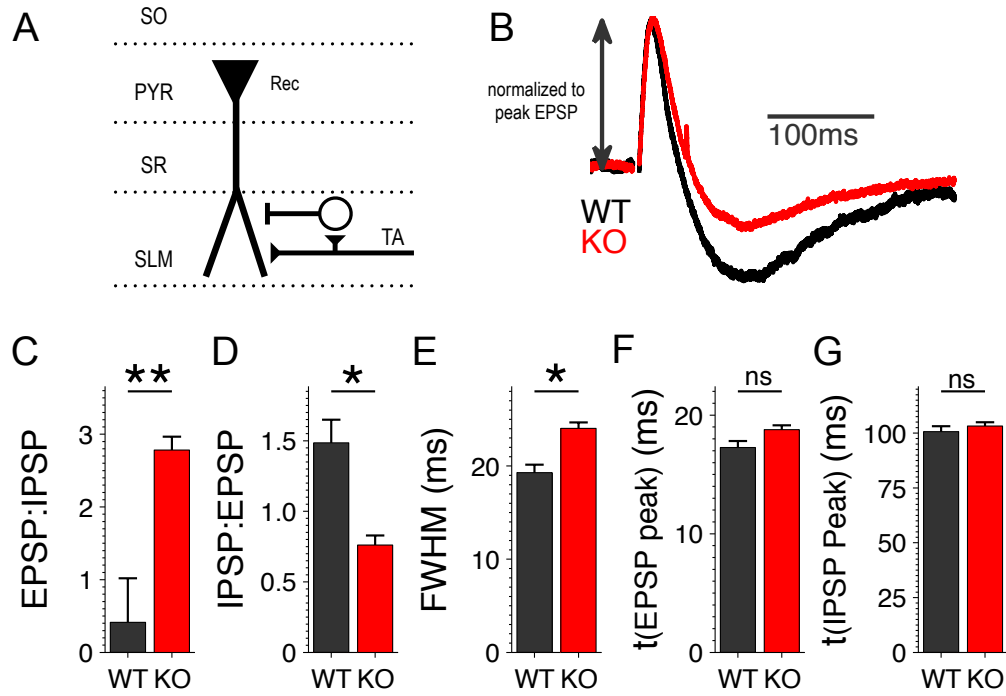 A
SO
PYR
Rec
SR
SLM
TA
B
normalized to
peak EPSP
100ms
WT
KO
C
**
EPSP:IPSP
3
2
1
0
WT KO
D
*
IPSP:EPSP
1.5
1.0
0.5
0
WT KO
E
*
FWHM (ms)
40
20
0
WT KO
F
ns
t(EPSP peak) (ms)
20
10
0
WT KO
G
ns
t(IPSP Peak) (ms)
100
75
50
25
0
WT KO